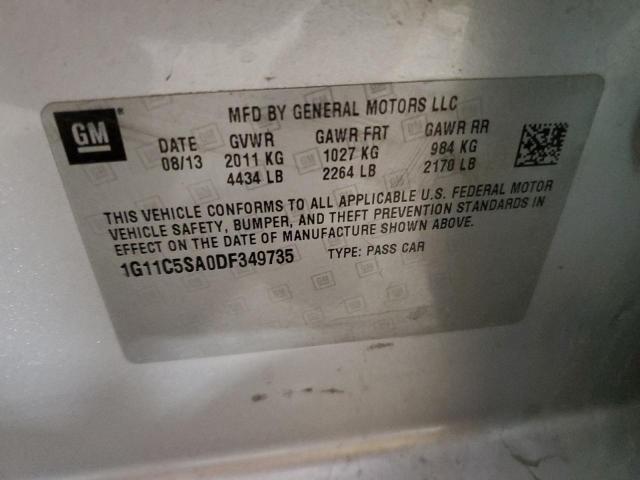 GM
MFD BY GENERAL MOTORS LLC
DATE GVWR GAWR FRT GAWR RR
08/13 2011 KG 1027 KG 984 KG
4434 LB 2264 LB 2170 LB
THIS VEHICLE CONFORMS TO ALL APPLICABLE U.S. FEDERAL MOTOR
VEHICLE SAFETY, BUMPER, AND THEFT PREVENTION STANDARDS IN
EFFECT ON THE DATE OF MANUFACTURE SHOWN ABOVE.
1G11C5SA0DF349735 TYPE: PASS CAR